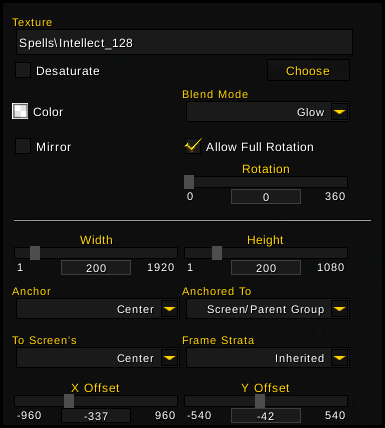 Texture
Spells\Intellect_128
Desaturate
Choose
Blend Mode
Color
Glow
Mirror
Allow Full Rotation
Rotation
0 0 360
Width Height
1 200 1920 1 200 1080
Anchor Anchored To
Center Screen/Parent Group
To Screen's Frame Strata
Center Inherited
X Offset Y Offset
-960 -337 960 -540 -42 540